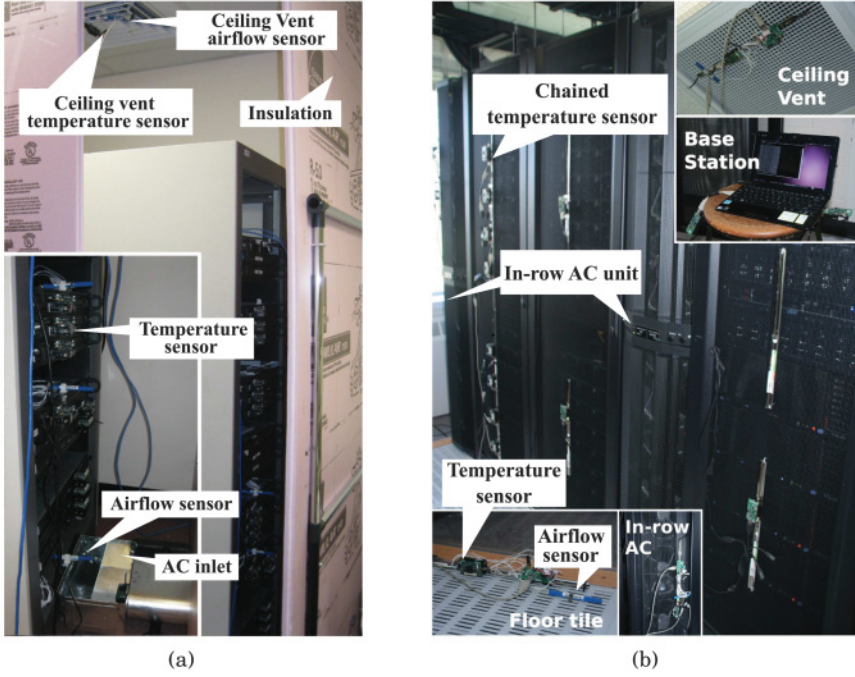 Ceiling Vent
airflow sensor
Ceiling vent
temperature sensor
Insulation
Temperature
sensor
Airflow sensor
AC inlet
(a)
Ceiling
Vent
Chained
temperature sensor
Base
Station
In-row AC unit
Temperature
sensor
Airflow
sensor
Floor tile
In-row
AC
(b)